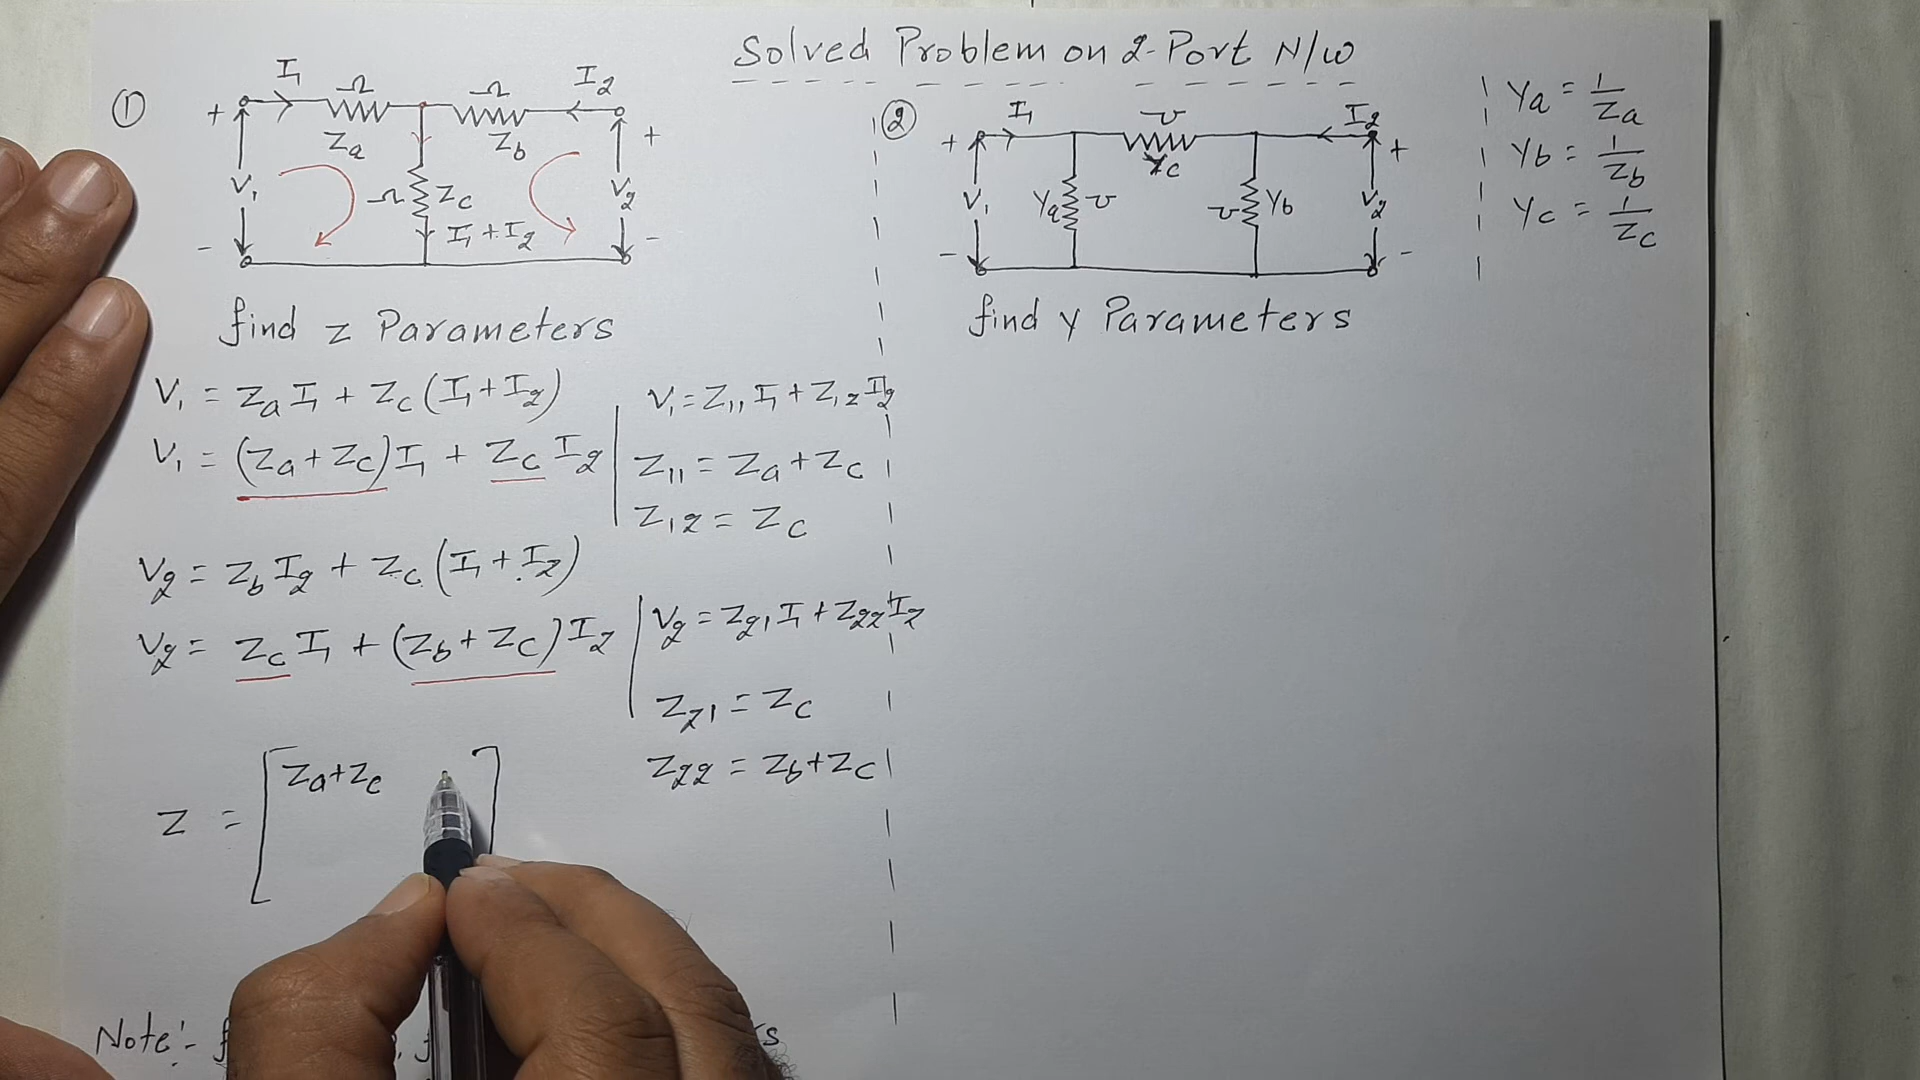 Solved Problem on 2-Port N/W
①
I₁
Ω
Ω
I₂
+
Za
Zb
+
V₁
Ω
Zc
V₂
-
I₁ + I₂
-
find z Parameters
V₁ = Za I₁ + Zc (I₁ + I₂)
V₁ = (Za + Zc) I₁ + Zc I₂
V₁ = Z₁₁ I₁ + Z₁₂ I₂
Z₁₁ = Za + Zc
Z₁₂ = Zc
V₂ = Zb I₂ + Zc (I₁ + I₂)
V₂ = Zc I₁ + (Zb + Zc) I₂
V₂ = Z₂₁ I₁ + Z₂₂ I₂
Z₂₁ = Zc
Z₂₂ = Zb + Zc
Z = [Za + Zc ]
Note:-
②
I₁
℧
I₂
+
Yc
+
V₁
Ya
℧
℧
Yb
V₂
-
-
find Y Parameters
Ya = 1/Za
Yb = 1/Zb
Yc = 1/Zc